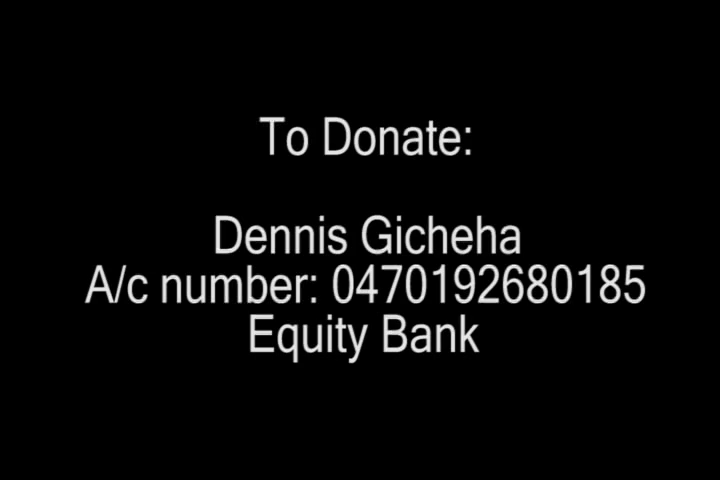 To Donate:
Dennis Gicheha
A/c number: 0470192680185
Equity Bank